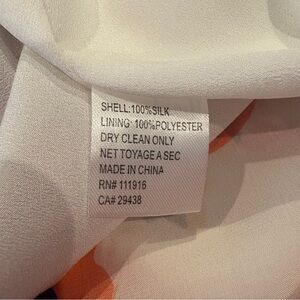 SHELL:100%SILK
LINING: 100%POLYESTER
DRY CLEAN ONLY
NET TOYAGE A SEC
MADE IN CHINA
RN# 111916
CA# 29438